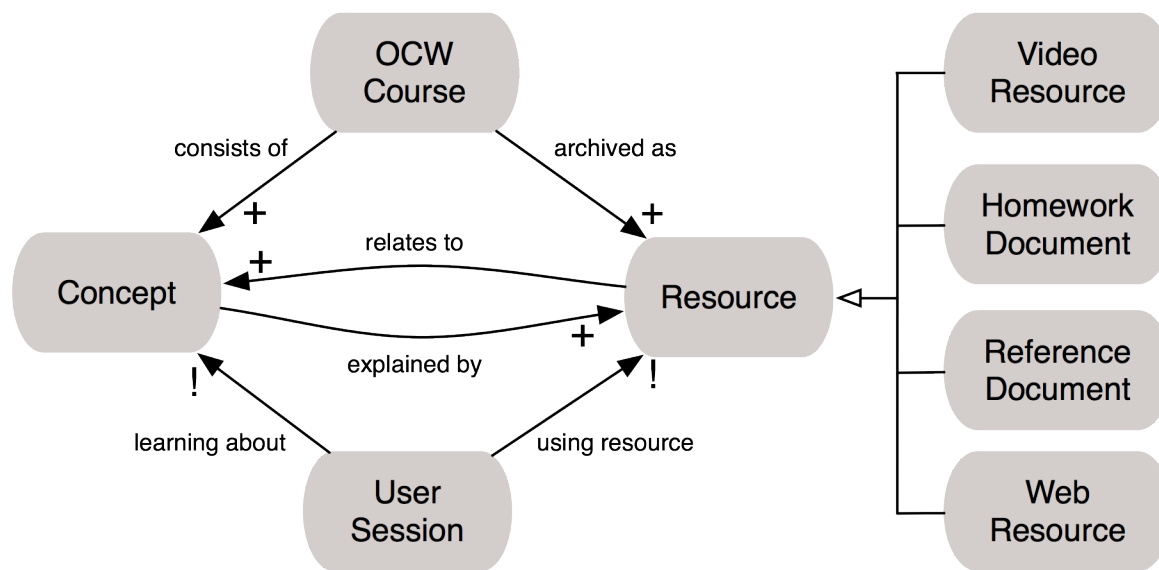 OCW
Course
Video
Resource
consists of
archived as
+
+
Homework
Document
relates to
+
Concept
Resource
+
explained by
!
!
Reference
Document
learning about
using resource
User
Session
Web
Resource